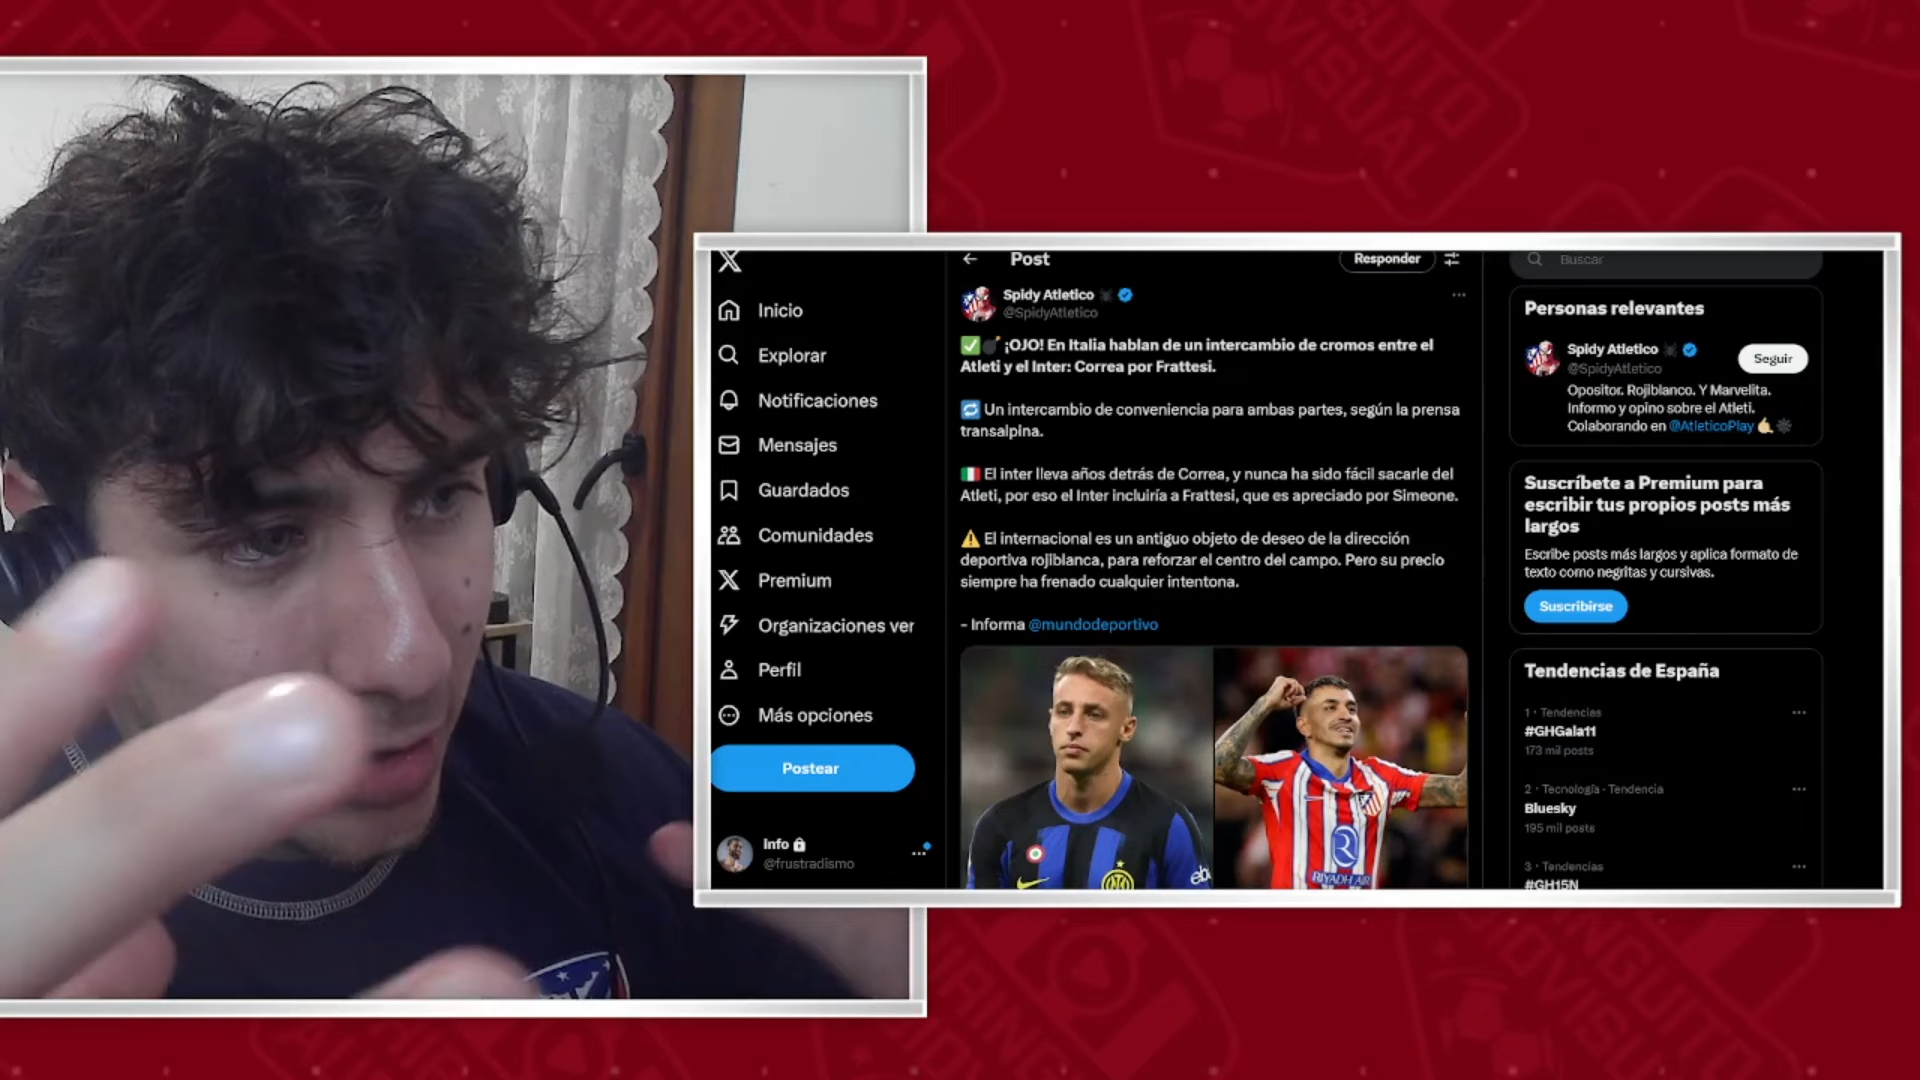 Post
Responder
Buscar
Inicio
Explorar
Notificaciones
Mensajes
Guardados
Comunidades
Premium
Organizaciones ver
Perfil
Más opciones
Postear
Info
@frustradismo
Spidy Atletico
@SpidyAtletico
¡OJO! En Italia hablan de un intercambio de cromos entre el
Atleti y el Inter: Correa por Frattesi.
Un intercambio de conveniencia para ambas partes, según la prensa
transalpina.
El inter lleva años detrás de Correa, y nunca ha sido fácil sacarle del
Atleti, por eso el Inter incluiría a Frattesi, que es apreciado por Simeone.
El internacional es un antiguo objeto de deseo de la dirección
deportiva rojiblanca, para reforzar el centro del campo. Pero su precio
siempre ha frenado cualquier intentona.
- Informa @mundodeportivo
eb
RIYADH AIR
Personas relevantes
Spidy Atletico
@SpidyAtletico
Seguir
Opositor. Rojiblanco. Y Marvelita.
Informo y opino sobre el Atleti.
Colaborando en @AtleticoPlay
Suscríbete a Premium para
escribir tus propios posts más
largos
Escribe posts más largos y aplica formato de
texto como negritas y cursivas.
Suscribirse
Tendencias de España
1 · Tendencias
#GHGala11
173 mil posts
2 · Tecnología · Tendencia
Bluesky
195 mil posts
3 · Tendencias
#GH15N